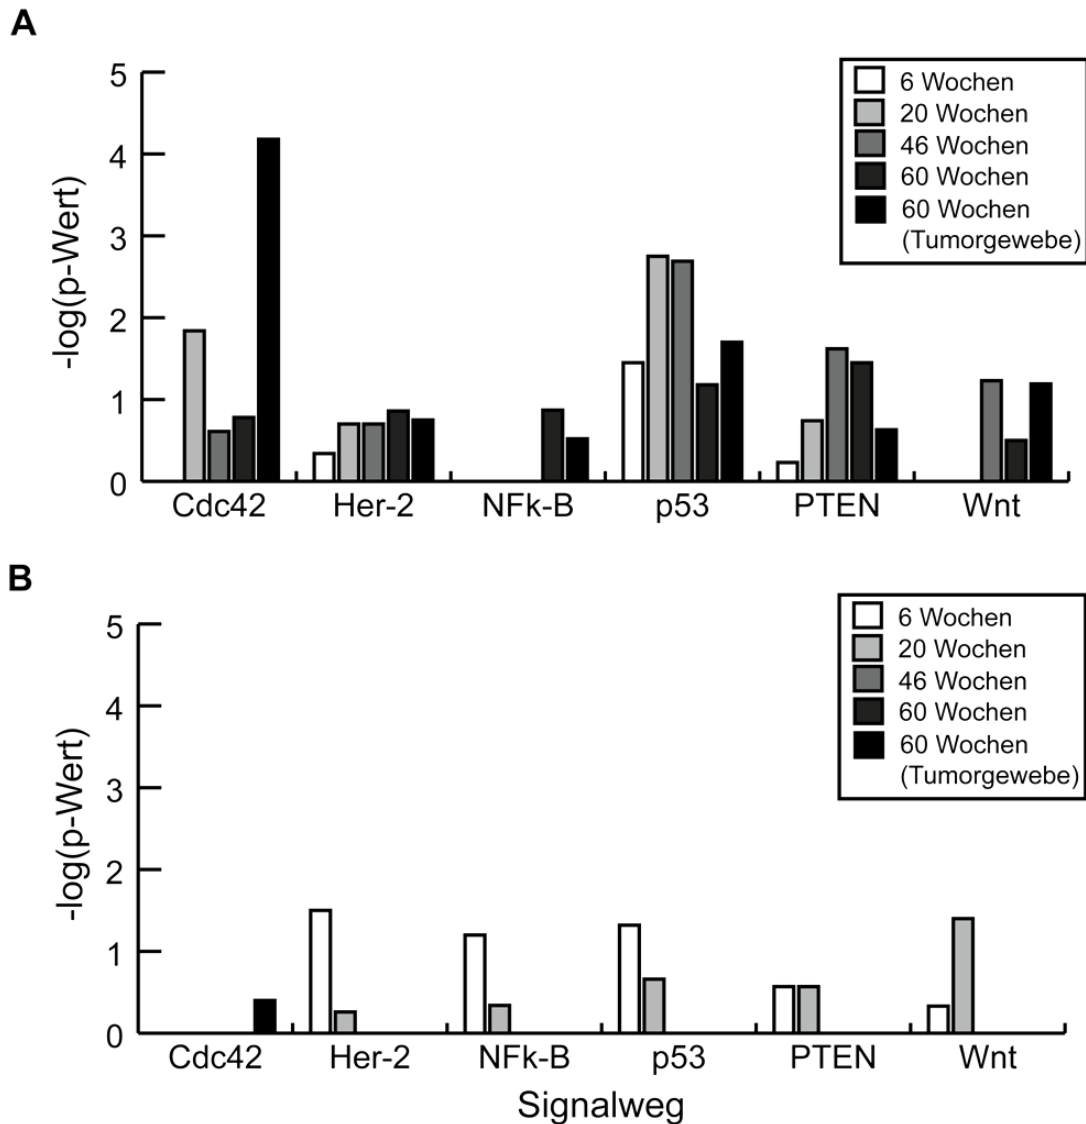 A
5
4
3
2
1
0
-log(p-Wert)
6 Wochen
20 Wochen
46 Wochen
60 Wochen
60 Wochen
(Tumorgewebe)
Cdc42 Her-2 NFk-B p53 PTEN Wnt
B
5
4
3
2
1
0
-log(p-Wert)
6 Wochen
20 Wochen
46 Wochen
60 Wochen
60 Wochen
(Tumorgewebe)
Cdc42 Her-2 NFk-B p53 PTEN Wnt
Signalweg